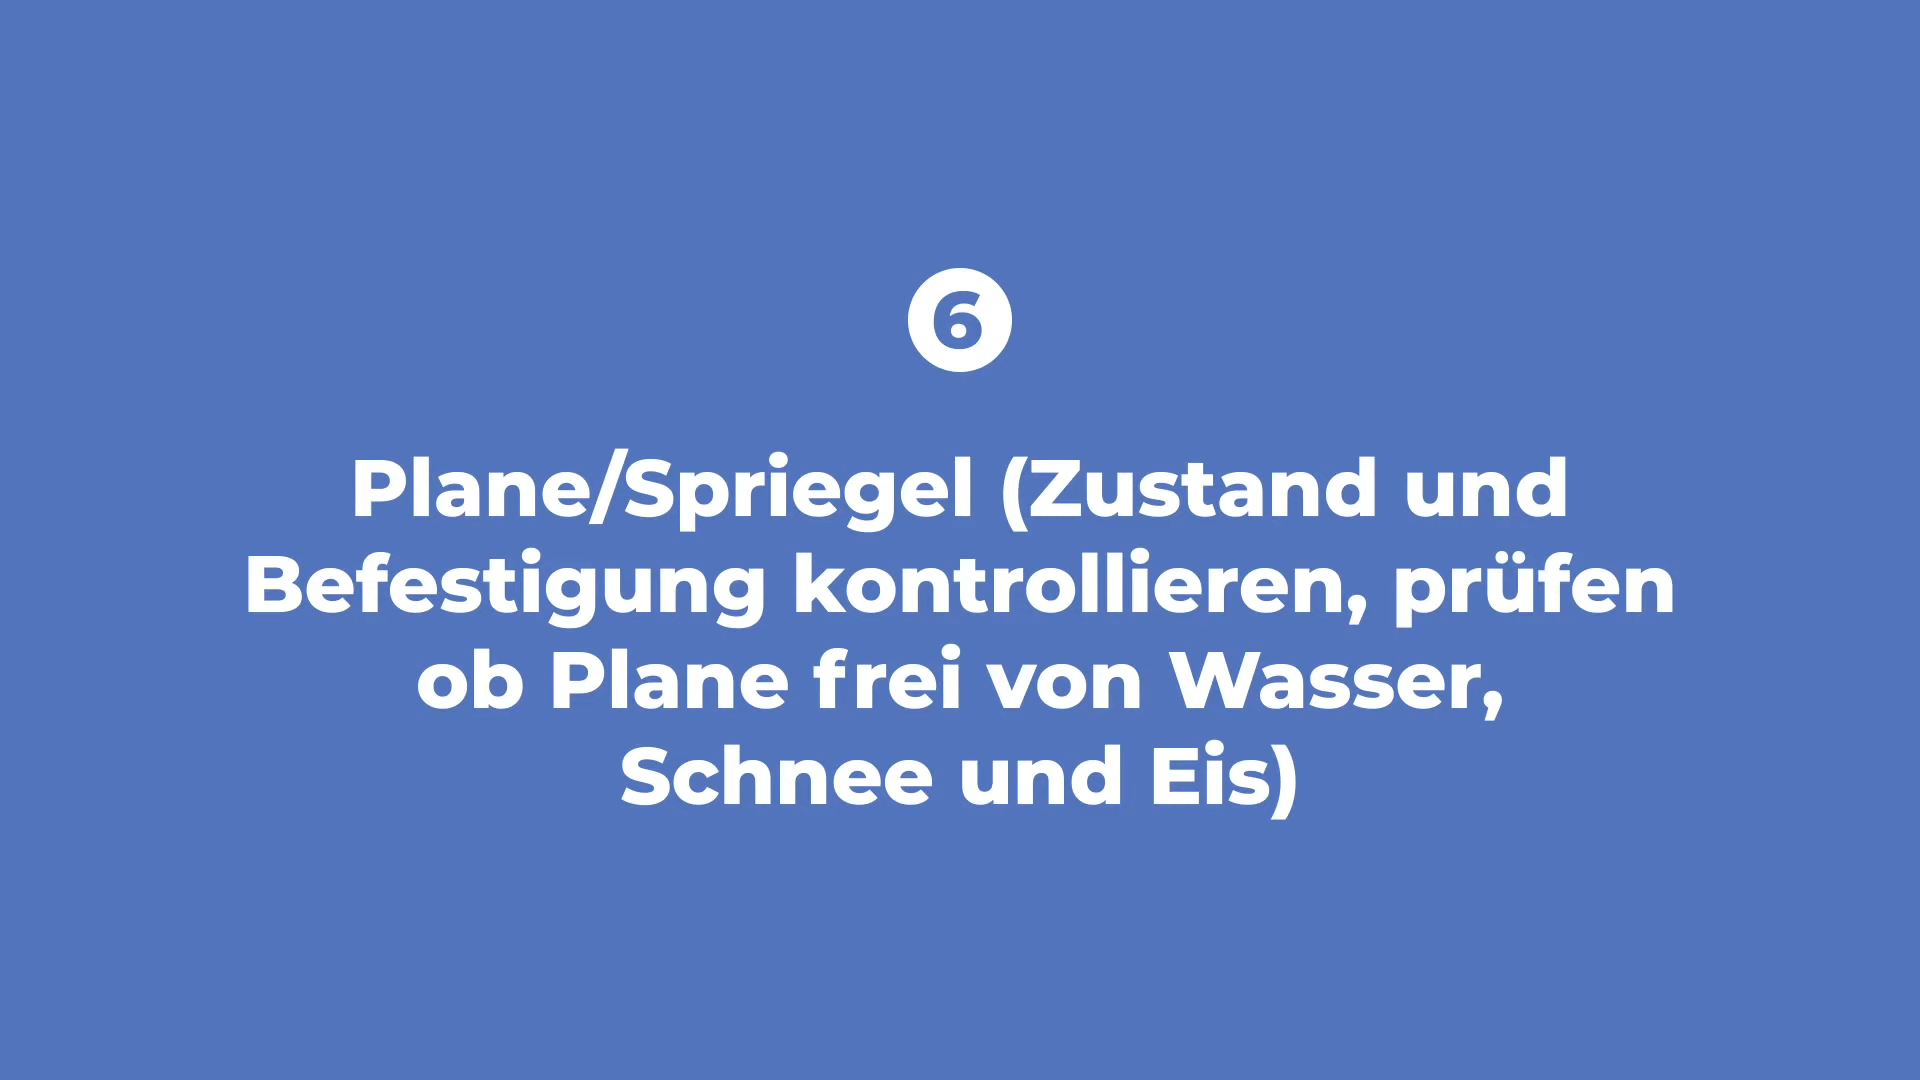 6
Plane/Spriegel (Zustand und
Befestigung kontrollieren, prüfen
ob Plane frei von Wasser,
Schnee und Eis)